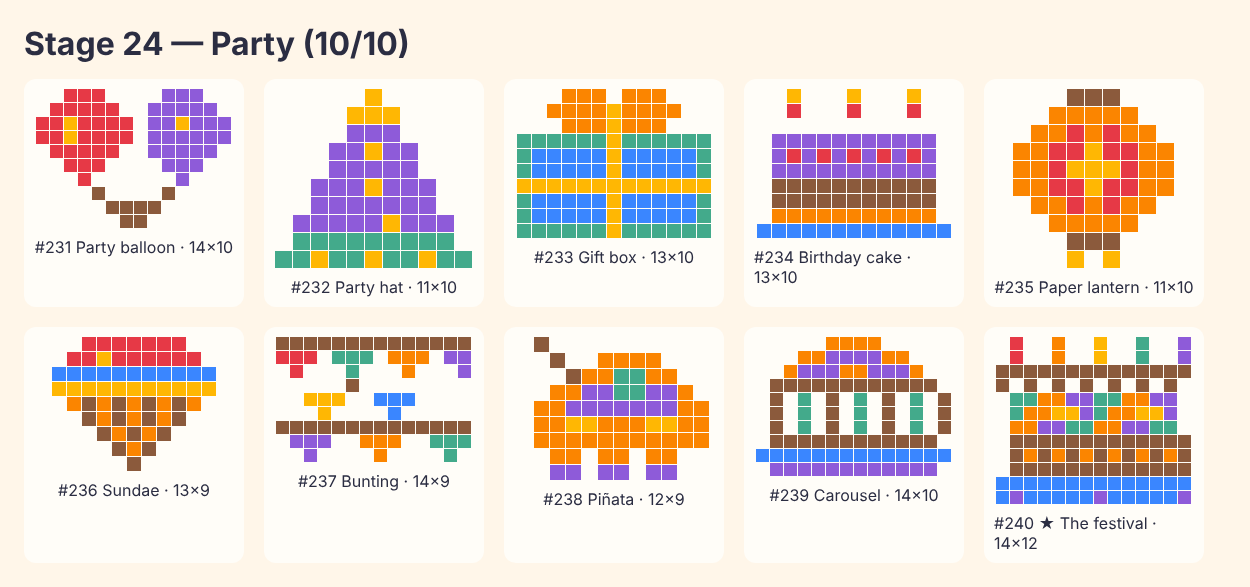 Stage 24 — Party (10/10)
#231 Party balloon · 14×10
#232 Party hat · 11×10
#233 Gift box · 13×10
#234 Birthday cake ·
13×10
#235 Paper lantern · 11×10
#236 Sundae · 13×9
#237 Bunting · 14×9
#238 Piñata · 12×9
#239 Carousel · 14×10
#240 ★ The festival ·
14×12